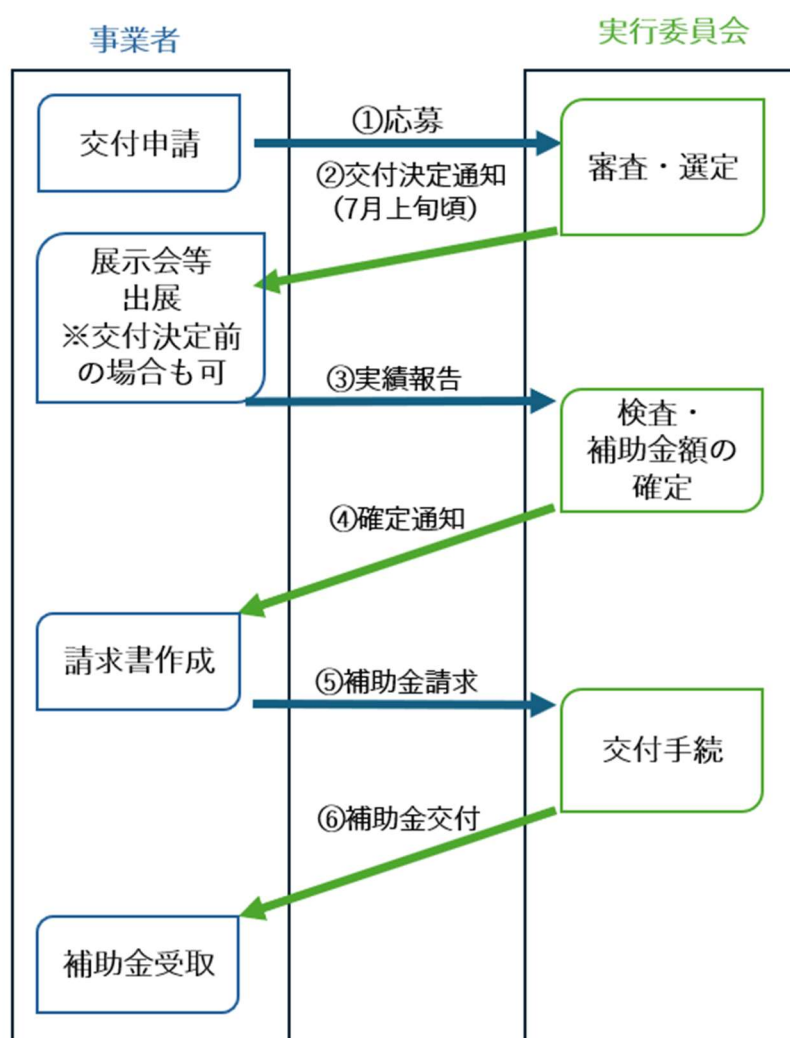 事業者
実行委員会
交付申請
①応募
審査・選定
②交付決定通知
(7月上旬頃)
展示会等
出展
※交付決定前
の場合も可
③実績報告
検査・
補助金額の
確定
④確定通知
請求書作成
⑤補助金請求
交付手続
⑥補助金交付
補助金受取